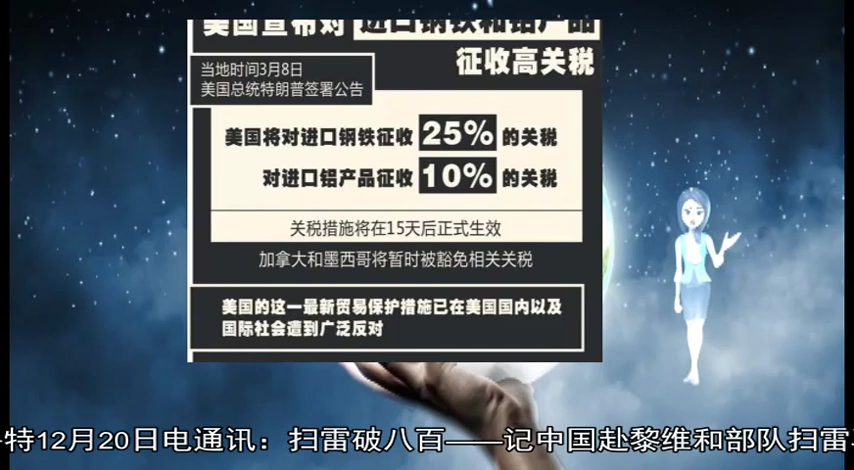 美国宣布对 进口钢铁和铝产品
征收高关税
当地时间3月8日
美国总统特朗普签署公告
美国将对进口钢铁征收 25% 的关税
对进口铝产品征收 10% 的关税
关税措施将在15天后正式生效
加拿大和墨西哥将暂时被豁免相关关税
美国的这一最新贸易保护措施已在美国国内以及
国际社会遭到广泛反对
特12月20日电通讯：扫雷破八百——记中国赴黎维和部队扫雷